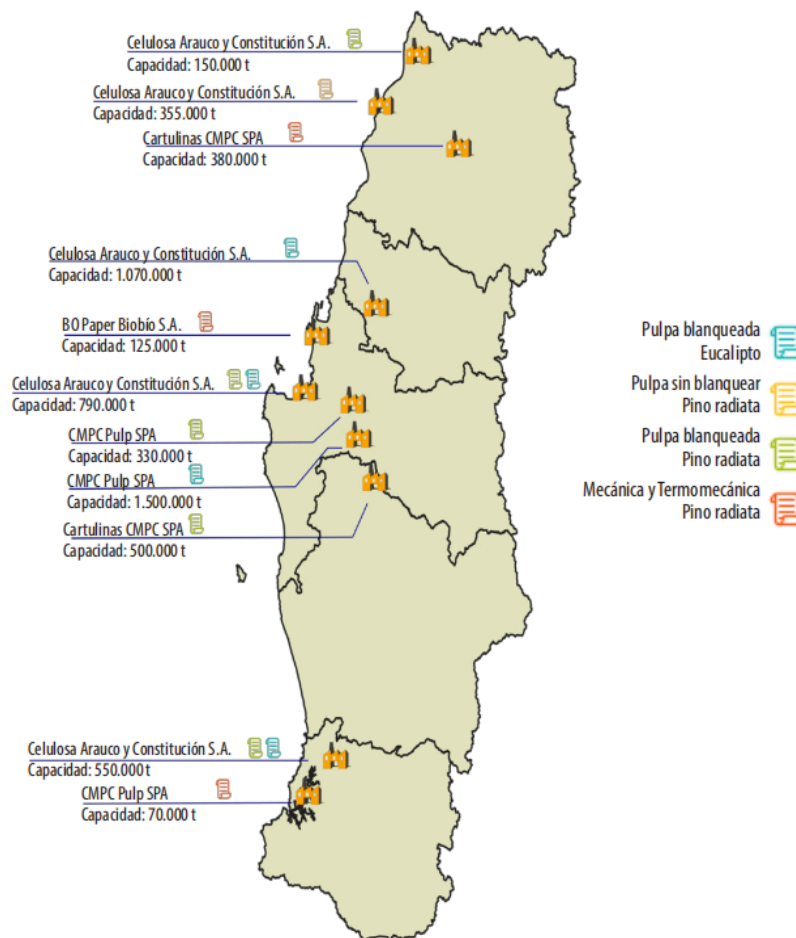 Celulosa Arauco y Constitución S.A.
Capacidad: 150.000 t
Celulosa Arauco y Constitución S.A.
Capacidad: 355.000 t
Cartulinas CMPC SPA
Capacidad: 380.000 t
Celulosa Arauco y Constitución S.A.
Capacidad: 1.070.000 t
BO Paper Biobío S.A.
Capacidad: 125.000 t
Celulosa Arauco y Constitución S.A.
Capacidad: 790.000 t
CMPC Pulp SPA
Capacidad: 330.000 t
CMPC Pulp SPA
Capacidad: 1.500.000 t
Cartulinas CMPC SPA
Capacidad: 500.000 t
Celulosa Arauco y Constitución S.A.
Capacidad: 550.000 t
CMPC Pulp SPA
Capacidad: 70.000 t
Pulpa blanqueada
Eucalipto
Pulpa sin blanquear
Pino radiata
Pulpa blanqueada
Pino radiata
Mecánica y Termomecánica
Pino radiata